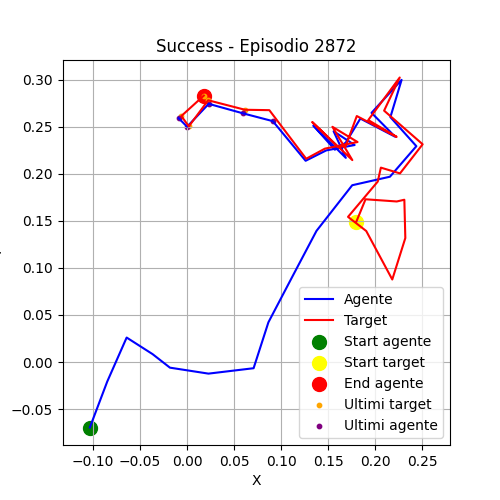 Success - Episodio 2872
0.30
0.25
0.20
0.15
0.10
0.05
0.00
−0.05
−0.10 −0.05 0.00 0.05 0.10 0.15 0.20 0.25
X
Agente
Target
Start agente
Start target
End agente
Ultimi target
Ultimi agente